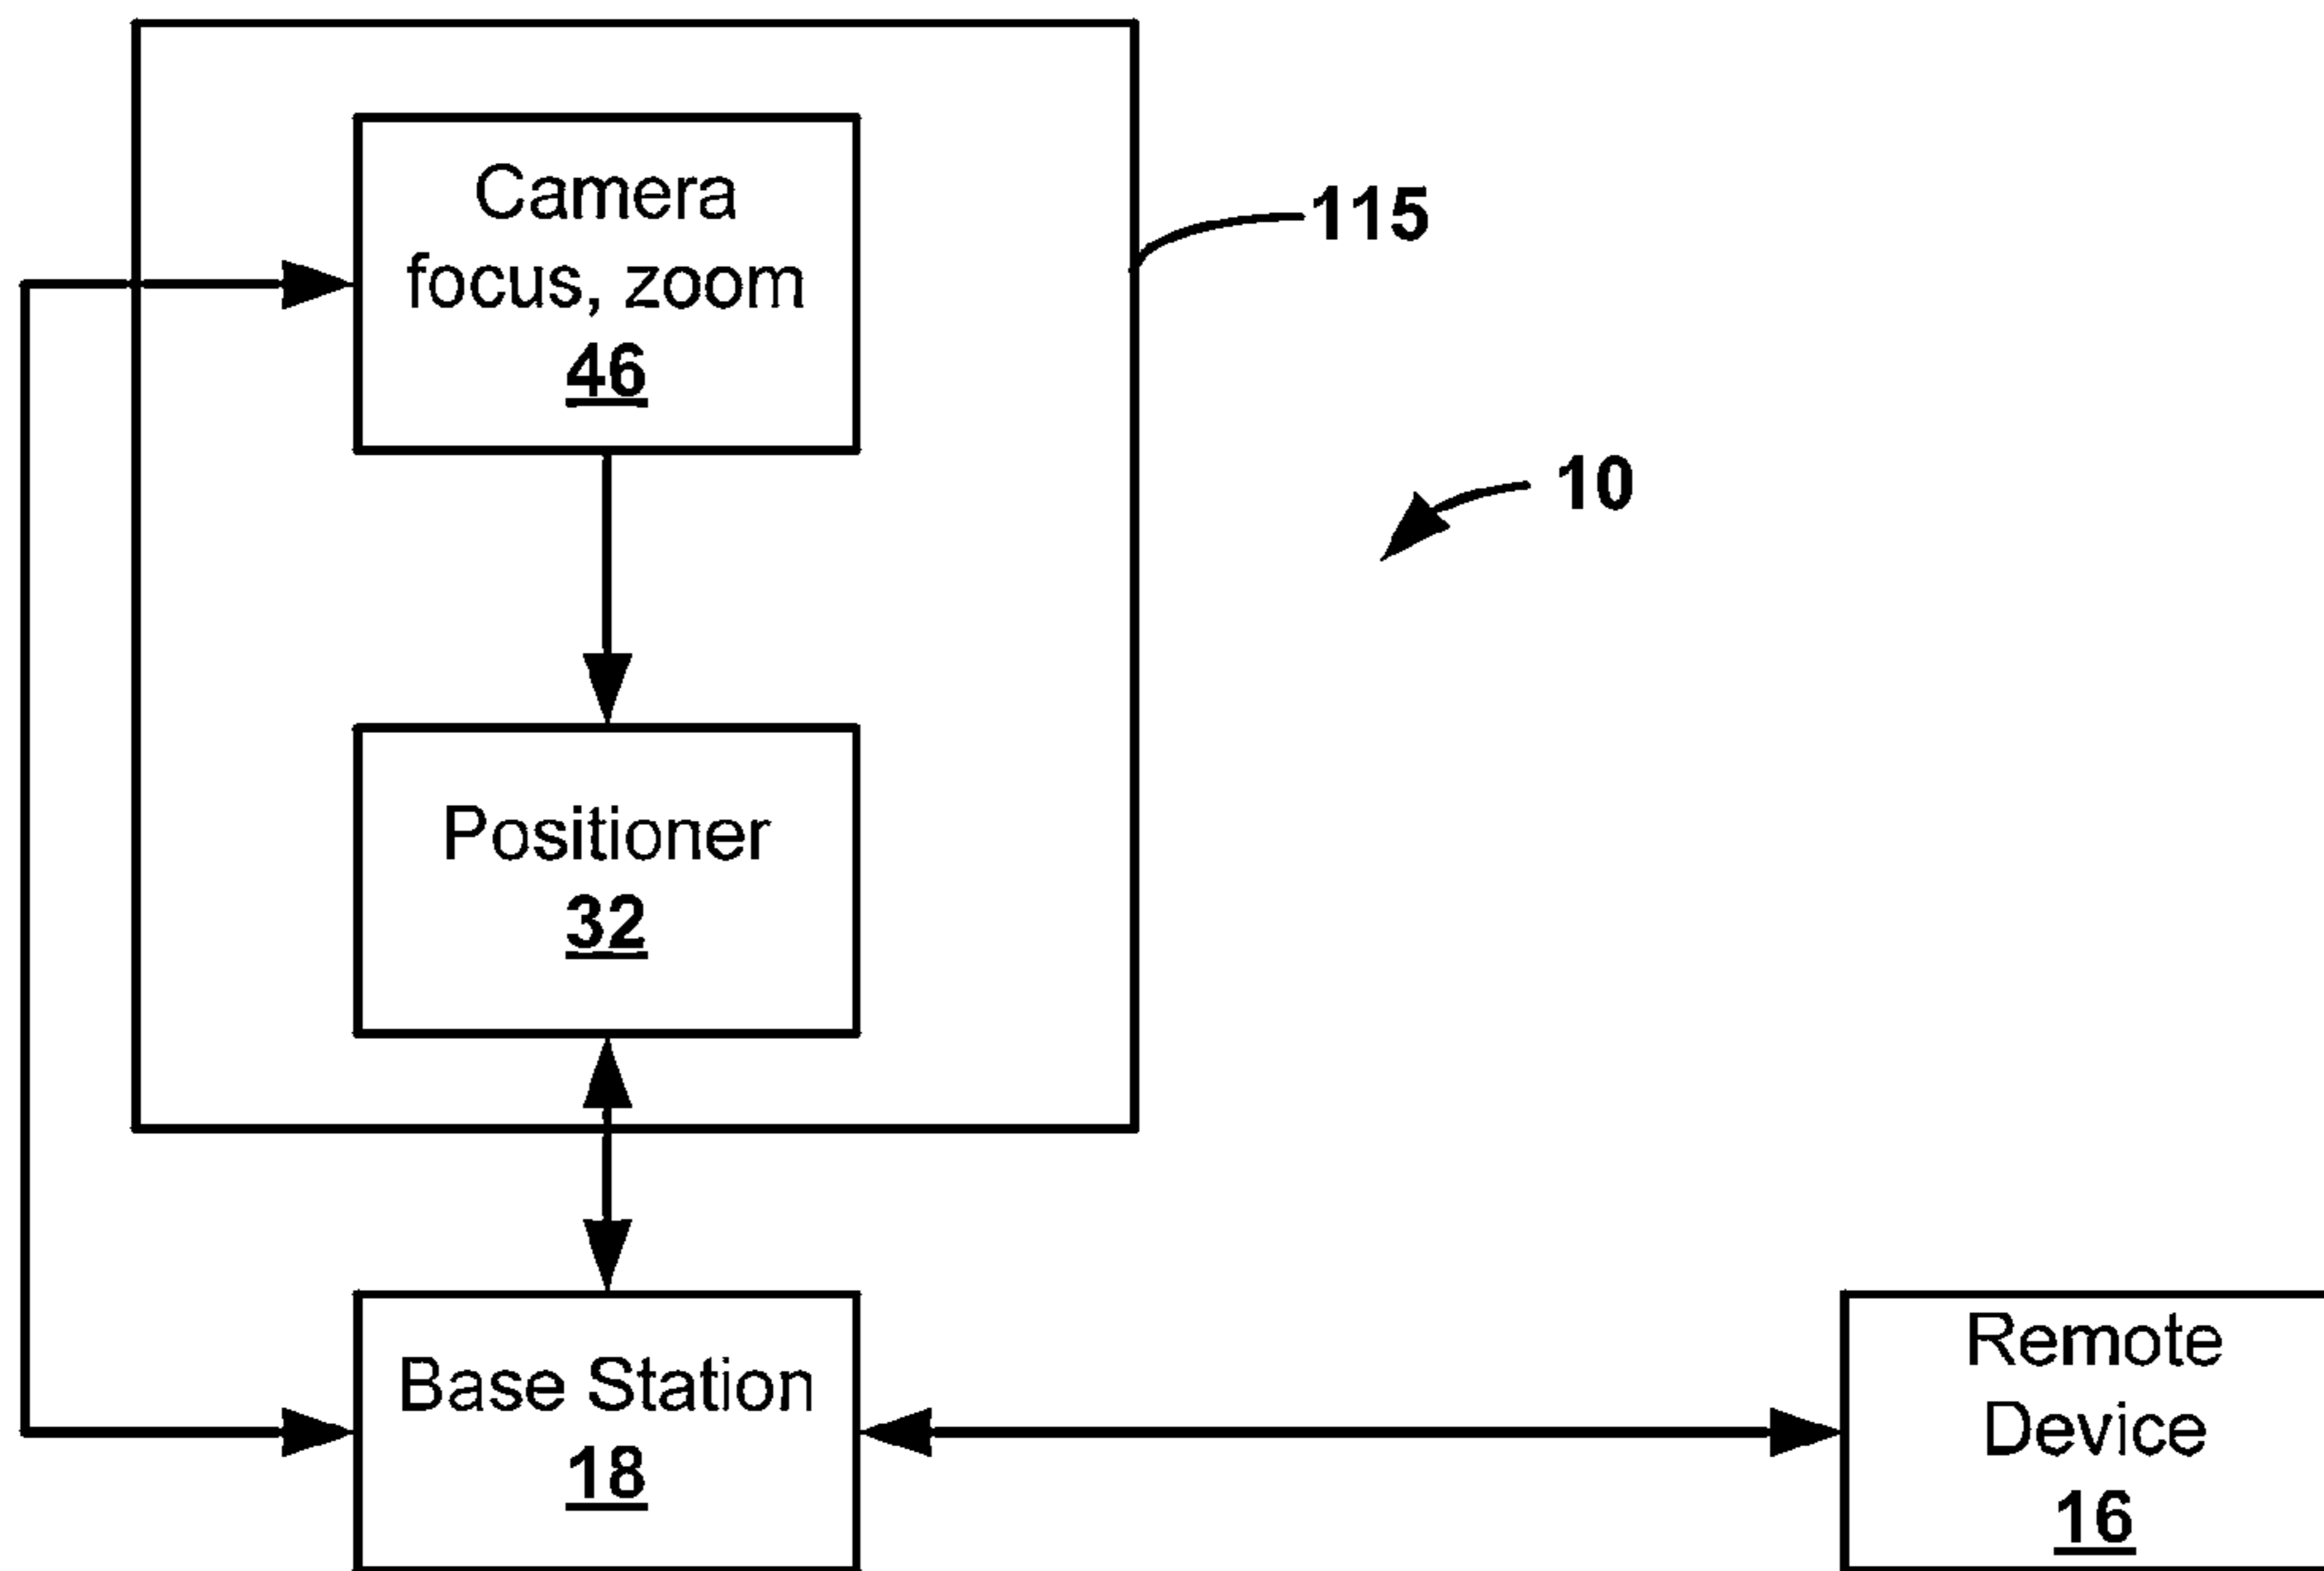 Camera
focus, zoom
46
115
10
Positioner
32
Base Station
18
Remote
Device
16